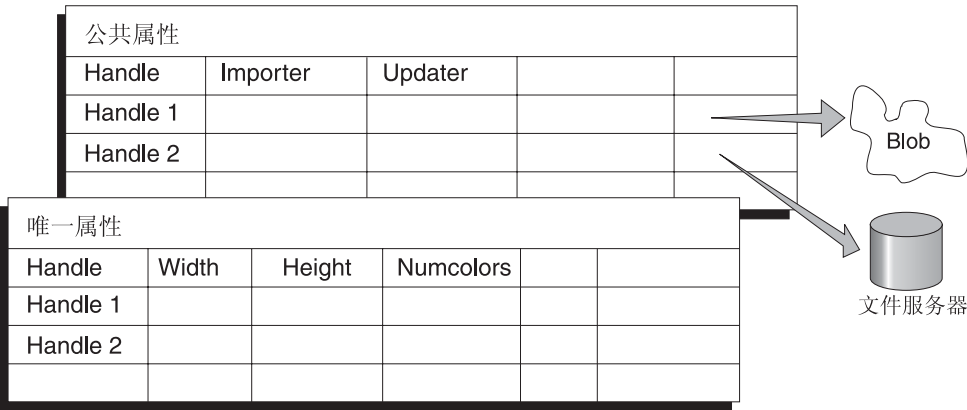 公共属性
Handle Importer Updater
Handle 1
Handle 2
Blob
文件服务器
唯一属性
Handle Width Height Numcolors
Handle 1
Handle 2